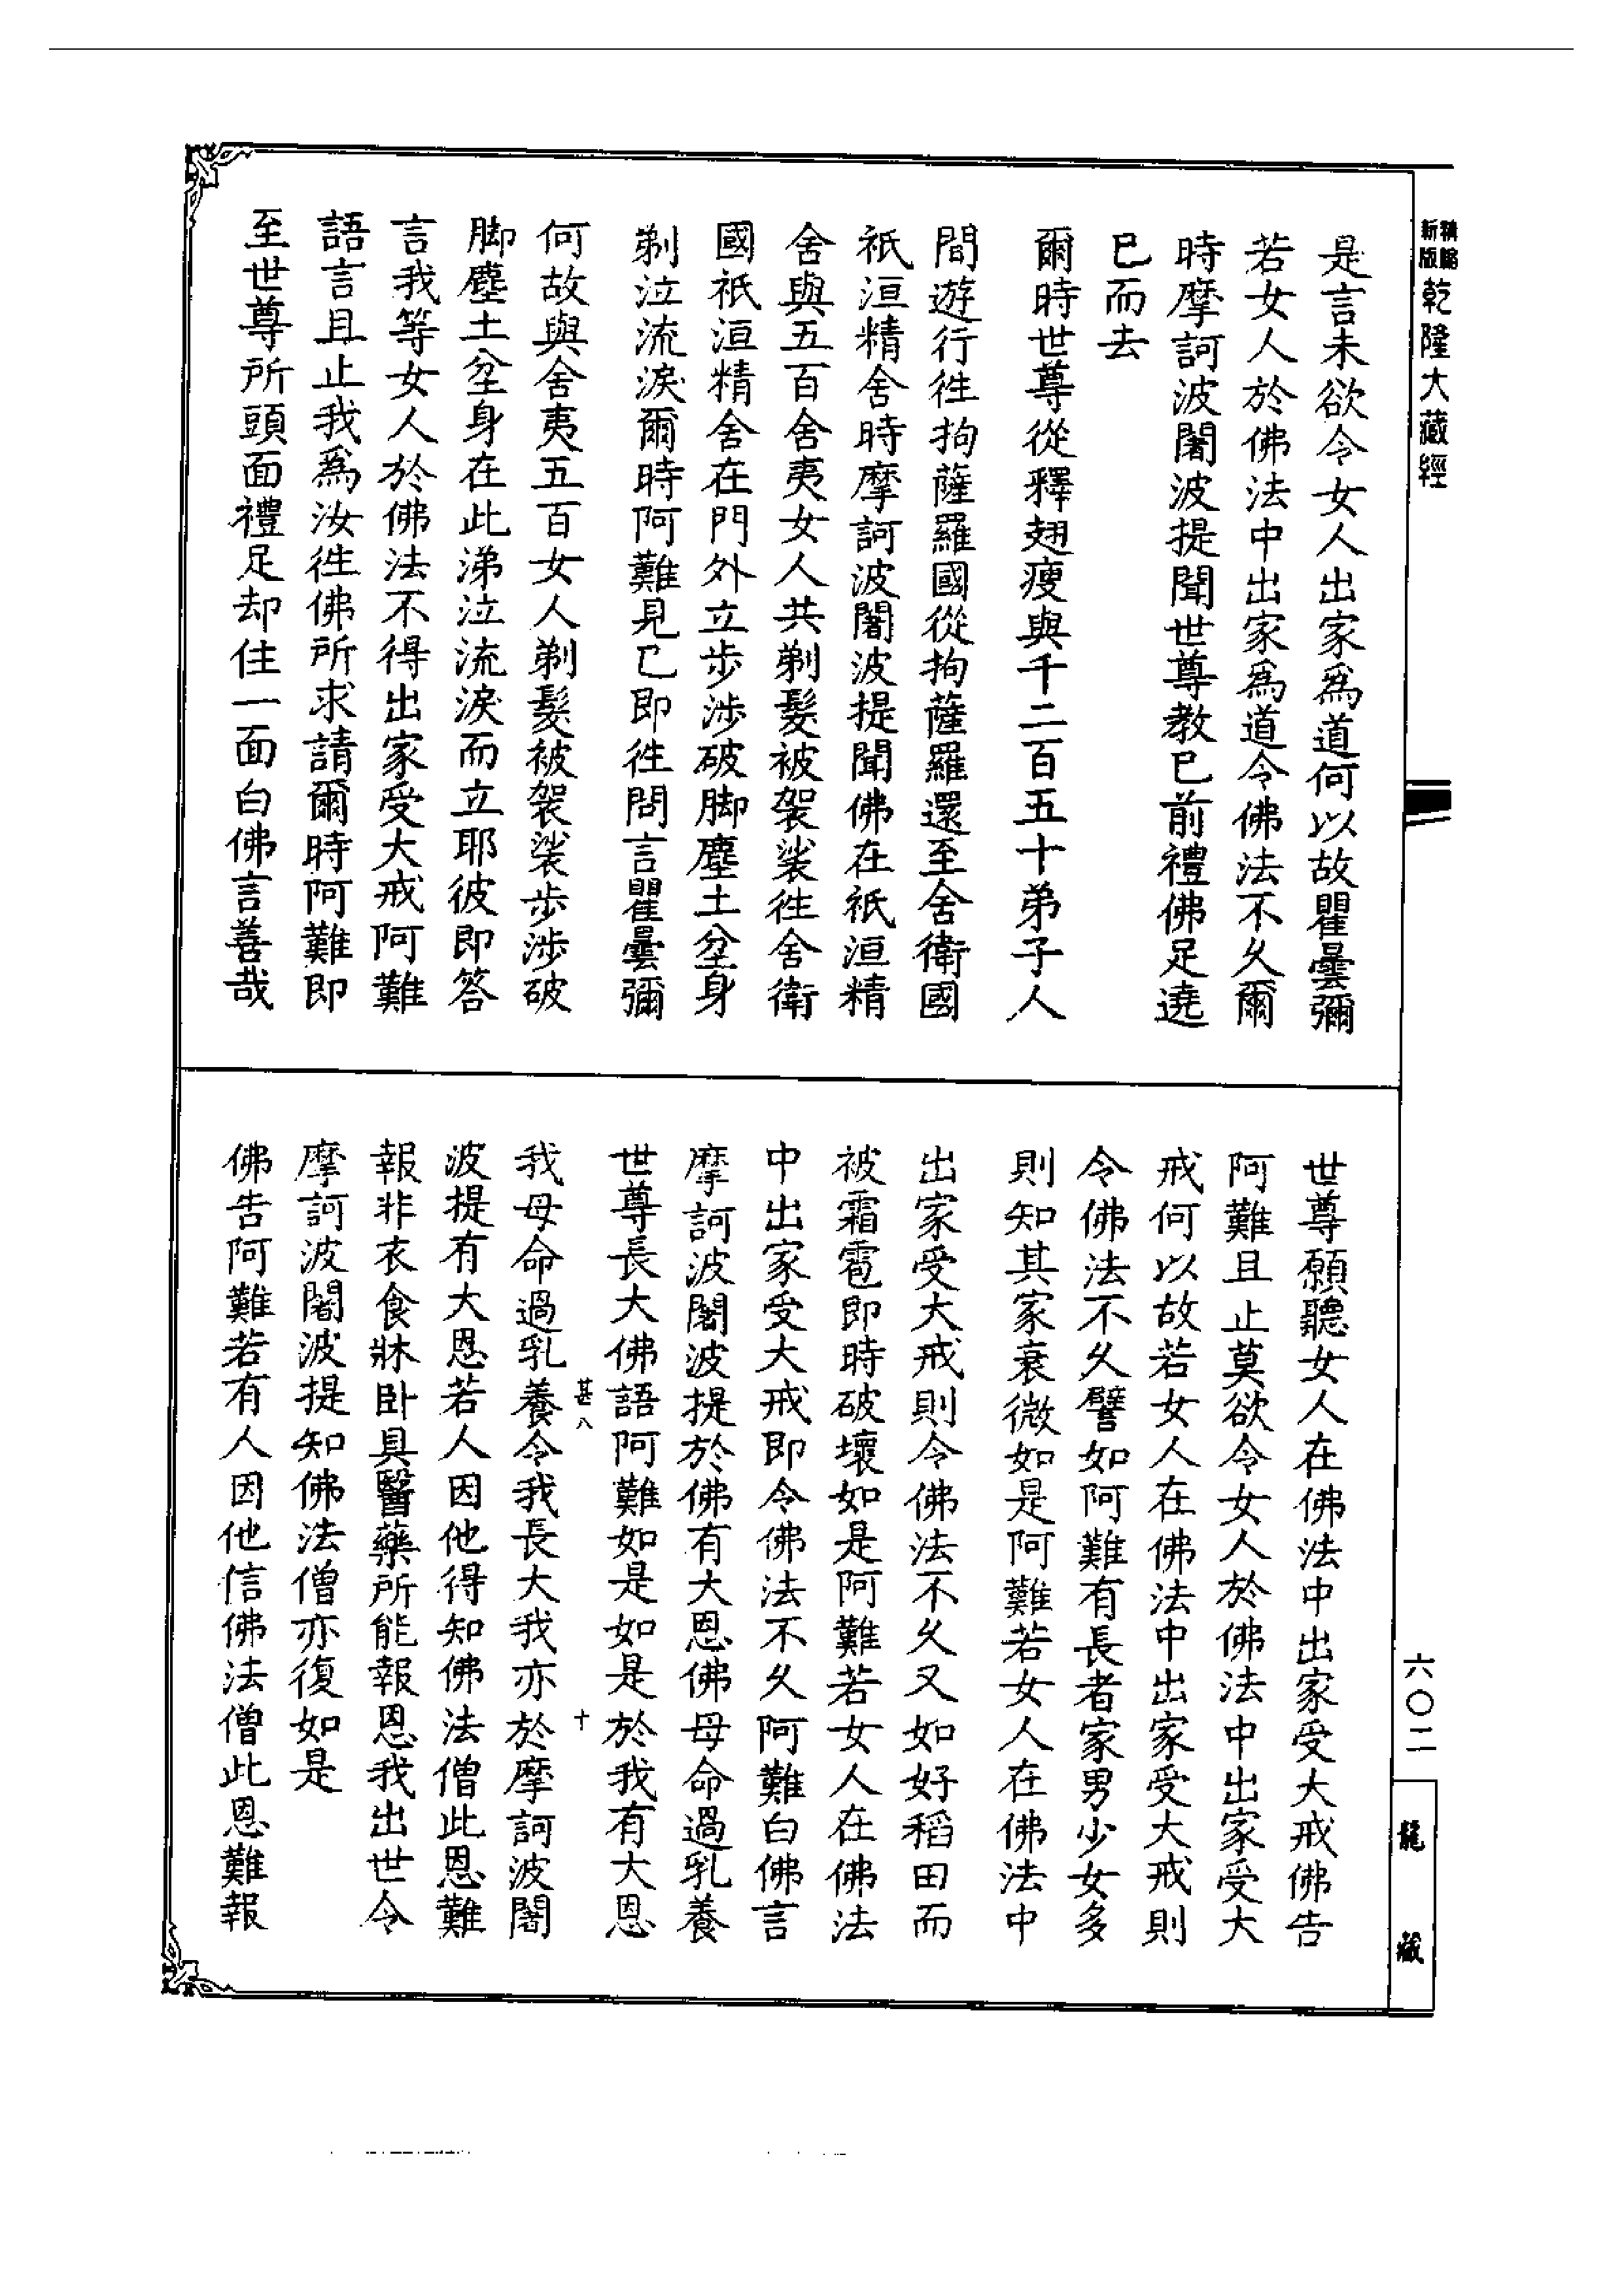 新版精縮乾隆大藏經
六〇二
龍藏
是言未欲令女人出家爲道何以故瞿曇彌
若女人於佛法中出家爲道令佛法不久爾
時摩訶波闍波提聞世尊教已前禮佛足遶
已而去
爾時世尊從釋翅瘦與千二百五十弟子人
間遊行徃拘薩羅國從拘薩羅還至舍衛國
祇洹精舍時摩訶波闍波提聞佛在祇洹精
舍與五百舍夷女人共剃髮被袈裟徃舍衛
國祇洹精舍在門外立步涉破脚塵土坌身
剃泣流淚爾時阿難見已即徃問言瞿曇彌
何故與舍夷五百女人剃髮被袈裟步涉破
脚塵土坌身在此涕泣流淚而立耶彼即答
言我等女人於佛法不得出家受大戒阿難
語言且止我爲汝徃佛所求請爾時阿難即
至世尊所頭面禮足却住一面白佛言善哉
世尊願聽女人在佛法中出家受大戒佛告
阿難且止莫欲令女人於佛法中出家受大
戒何以故若女人在佛法中出家受大戒則
令佛法不久譬如阿難有長者家男少女多
則知其家衰微如是阿難若女人在佛法中
出家受大戒則令佛法不久又如好稻田而
被霜雹即時破壞如是阿難若女人在佛法
中出家受大戒即令佛法不久阿難白佛言
摩訶波闍波提於佛有大恩佛母命過乳養
世尊長大佛語阿難如是如是於我有大恩
甚八 十
我母命過乳養令我長大我亦於摩訶波闍
波提有大恩若人因他得知佛法僧此恩難
報非衣食牀卧具醫藥所能報恩我出世令
摩訶波闍波提知佛法僧亦復如是
佛告阿難若有人因他信佛法僧此恩難報